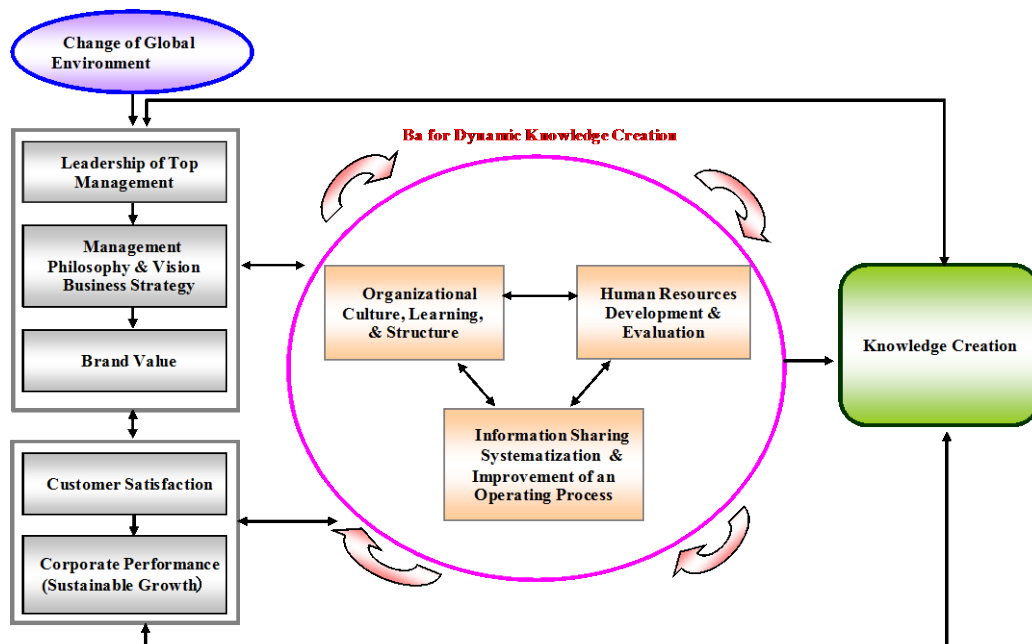 Change of Global
Environment
Ba for Dynamic Knowledge Creation
Leadership of Top
Management
Management
Philosophy & Vision
Business Strategy
Brand Value
Organizational
Culture, Learning,
& Structure
Human Resources
Development &
Evaluation
Information Sharing
Systematization &
Improvement of an
Operating Process
Knowledge Creation
Customer Satisfaction
Corporate Performance
(Sustainable Growth)